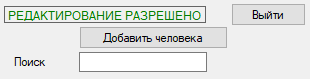 РЕДАКТИРОВАНИЕ РАЗРЕШЕНО Выйти
Добавить человека
Поиск